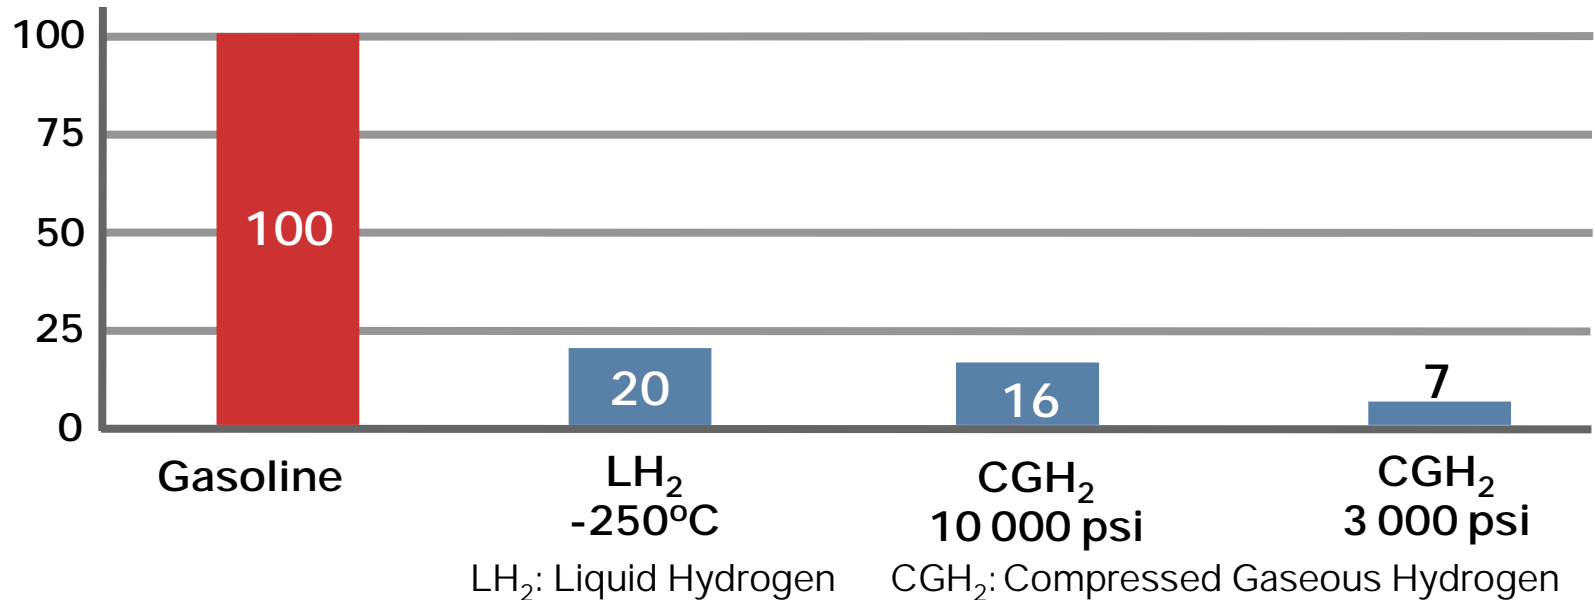 100
75
50
25
0
100
20
16
7
Gasoline
LH₂
-250ºC
CGH₂
10 000 psi
CGH₂
3 000 psi
LH₂: Liquid Hydrogen
CGH₂: Compressed Gaseous Hydrogen